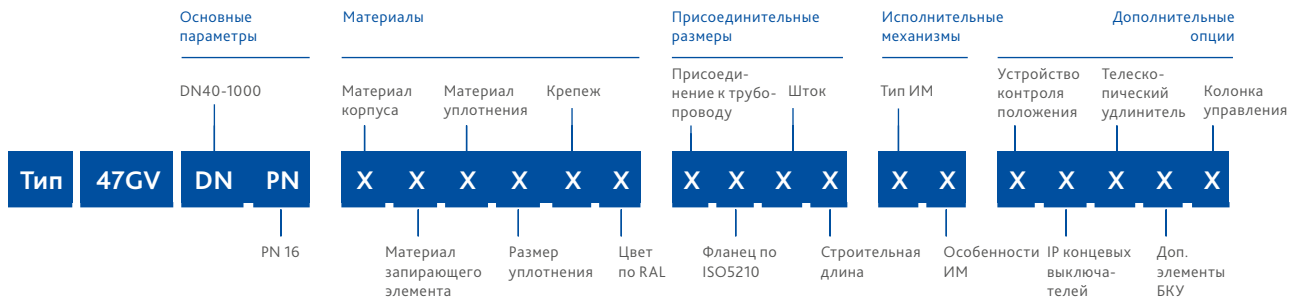 Основные
параметры
Материалы
Присоединительные
размеры
Исполнительные
механизмы
Дополнительные
опции
DN40-1000
Материал
корпуса
Материал
уплотнения
Крепеж
Присоеди-
нение к трубо-
проводу
Шток
Тип ИМ
Устройство
контроля
положения
Телеско-
пический
удлинитель
Колонка
управления
Тип 47GV DN PN X X X X X X X X X X X X X X X X X
PN 16
Материал
запирающего
элемента
Размер
уплотнения
Цвет
по RAL
Фланец по
ISO5210
Строительная
длина
Особенности
ИМ
IP концевых
выключа-
телей
Доп.
элементы
БКУ